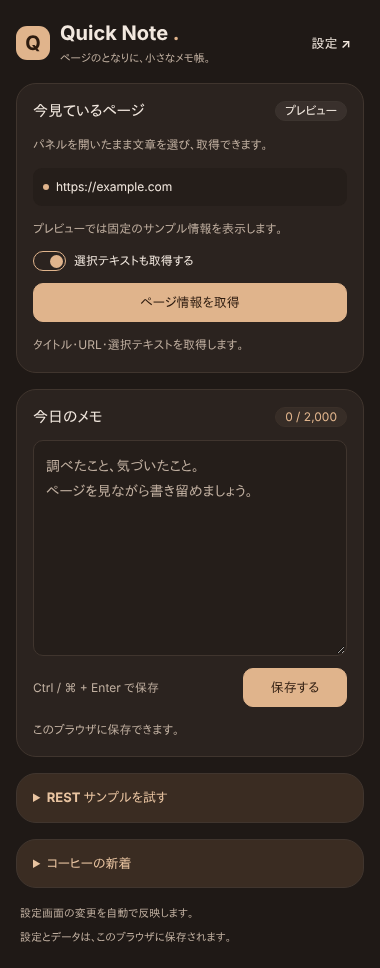 Q
Quick Note .
ページのとなりに、小さなメモ帳。
設定 ↗
今見ているページ
プレビュー
パネルを開いたまま文章を選び、取得できます。
https://example.com
プレビューでは固定のサンプル情報を表示します。
選択テキストも取得する
ページ情報を取得
タイトル・URL・選択テキストを取得します。
今日のメモ
0 / 2,000
調べたこと、気づいたこと。
ページを見ながら書き留めましょう。
Ctrl / ⌘ + Enter で保存
保存する
このブラウザに保存できます。
▶ REST サンプルを試す
▶ コーヒーの新着
設定画面の変更を自動で反映します。
設定とデータは、このブラウザに保存されます。